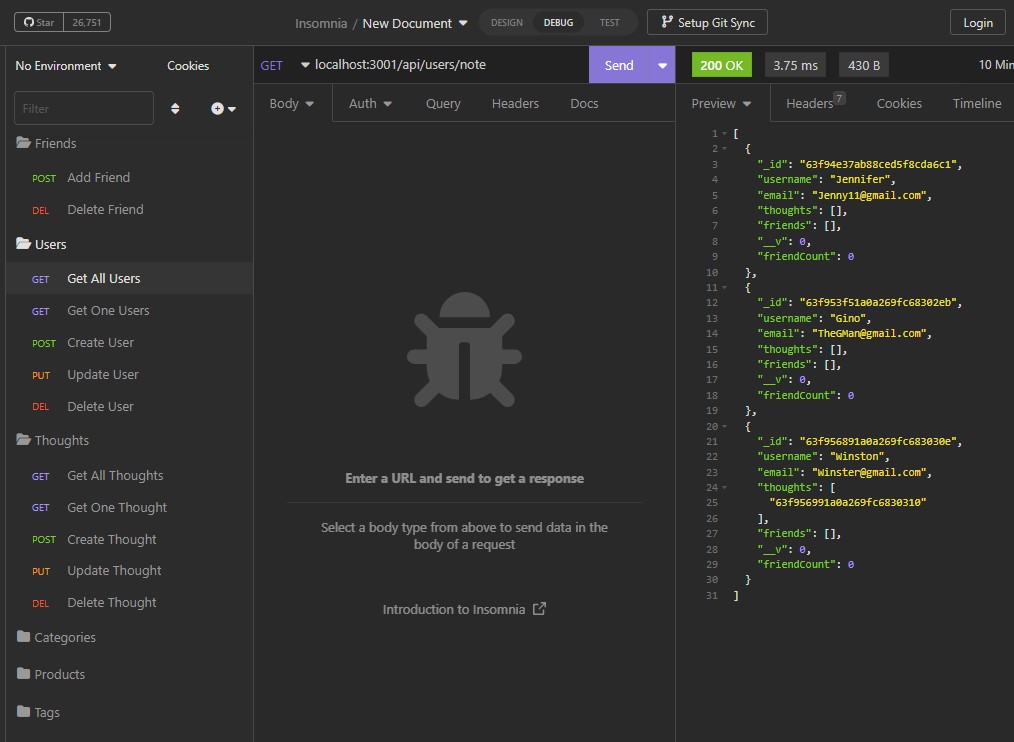 Star 26,751
Insomnia / New Document
DESIGN DEBUG TEST
Setup Git Sync
Login
No Environment
Cookies
Filter
Friends
POST Add Friend
DEL Delete Friend
Users
GET Get All Users
GET Get One Users
POST Create User
PUT Update User
DEL Delete User
Thoughts
GET Get All Thoughts
GET Get One Thought
POST Create Thought
PUT Update Thought
DEL Delete Thought
Categories
Products
Tags
GET localhost:3001/api/users/note Send
Body Auth Query Headers Docs
Enter a URL and send to get a response
Select a body type from above to send data in the
body of a request
Introduction to Insomnia
200 OK 3.75 ms 430 B 10 Min
Preview Headers 7 Cookies Timeline
1 [
2 {
3 "_id": "63f94e37ab88ced5f8cda6c1",
4 "username": "Jennifer",
5 "email": "Jenny11@gmail.com",
6 "thoughts": [],
7 "friends": [],
8 "__v": 0,
9 "friendCount": 0
10 },
11 {
12 "_id": "63f953f51a0a269fc68302eb",
13 "username": "Gino",
14 "email": "TheGMan@gmail.com",
15 "thoughts": [],
16 "friends": [],
17 "__v": 0,
18 "friendCount": 0
19 },
20 {
21 "_id": "63f956891a0a269fc683030e",
22 "username": "Winston",
23 "email": "Winster@gmail.com",
24 "thoughts": [
25 "63f956991a0a269fc6830310"
26 ],
27 "friends": [],
28 "__v": 0,
29 "friendCount": 0
30 }
31 ]